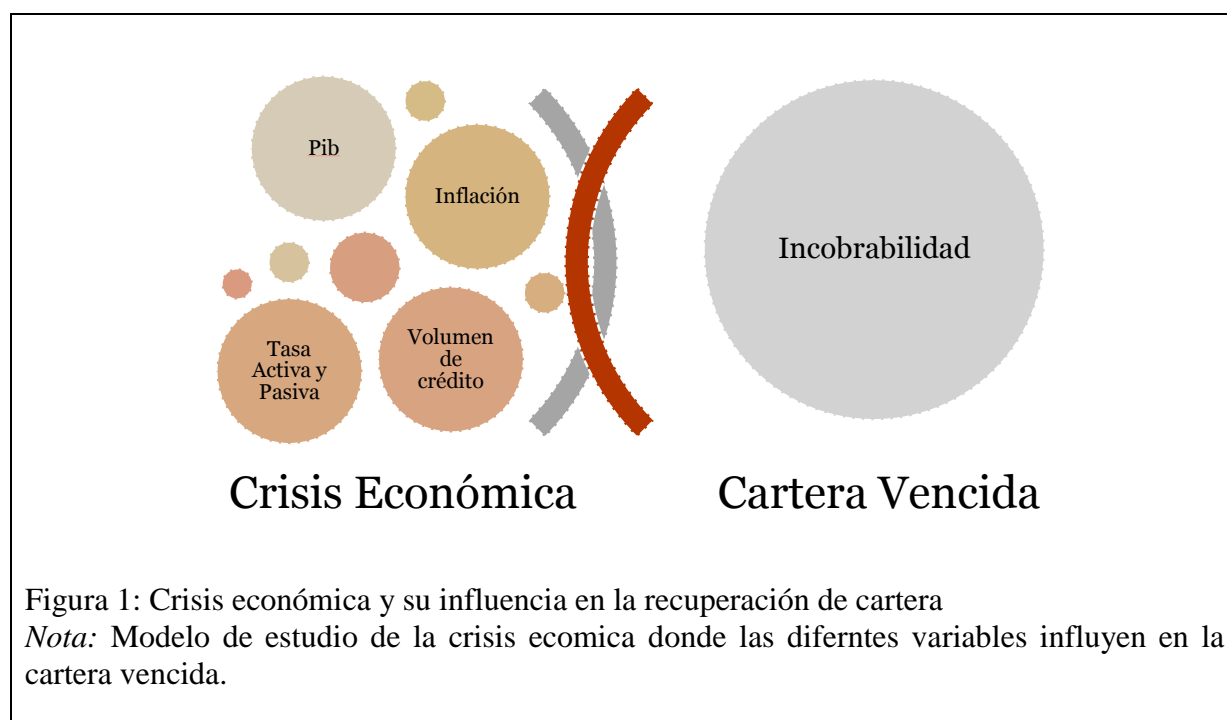 Pib
Inflación
Tasa
Activa y
Pasiva
Volumen
de
crédito
Incobrabilidad
Crisis Económica
Cartera Vencida
Figura 1: Crisis económica y su influencia en la recuperación de cartera
Nota: Modelo de estudio de la crisis ecomica donde las diferntes variables influyen en la
cartera vencida.